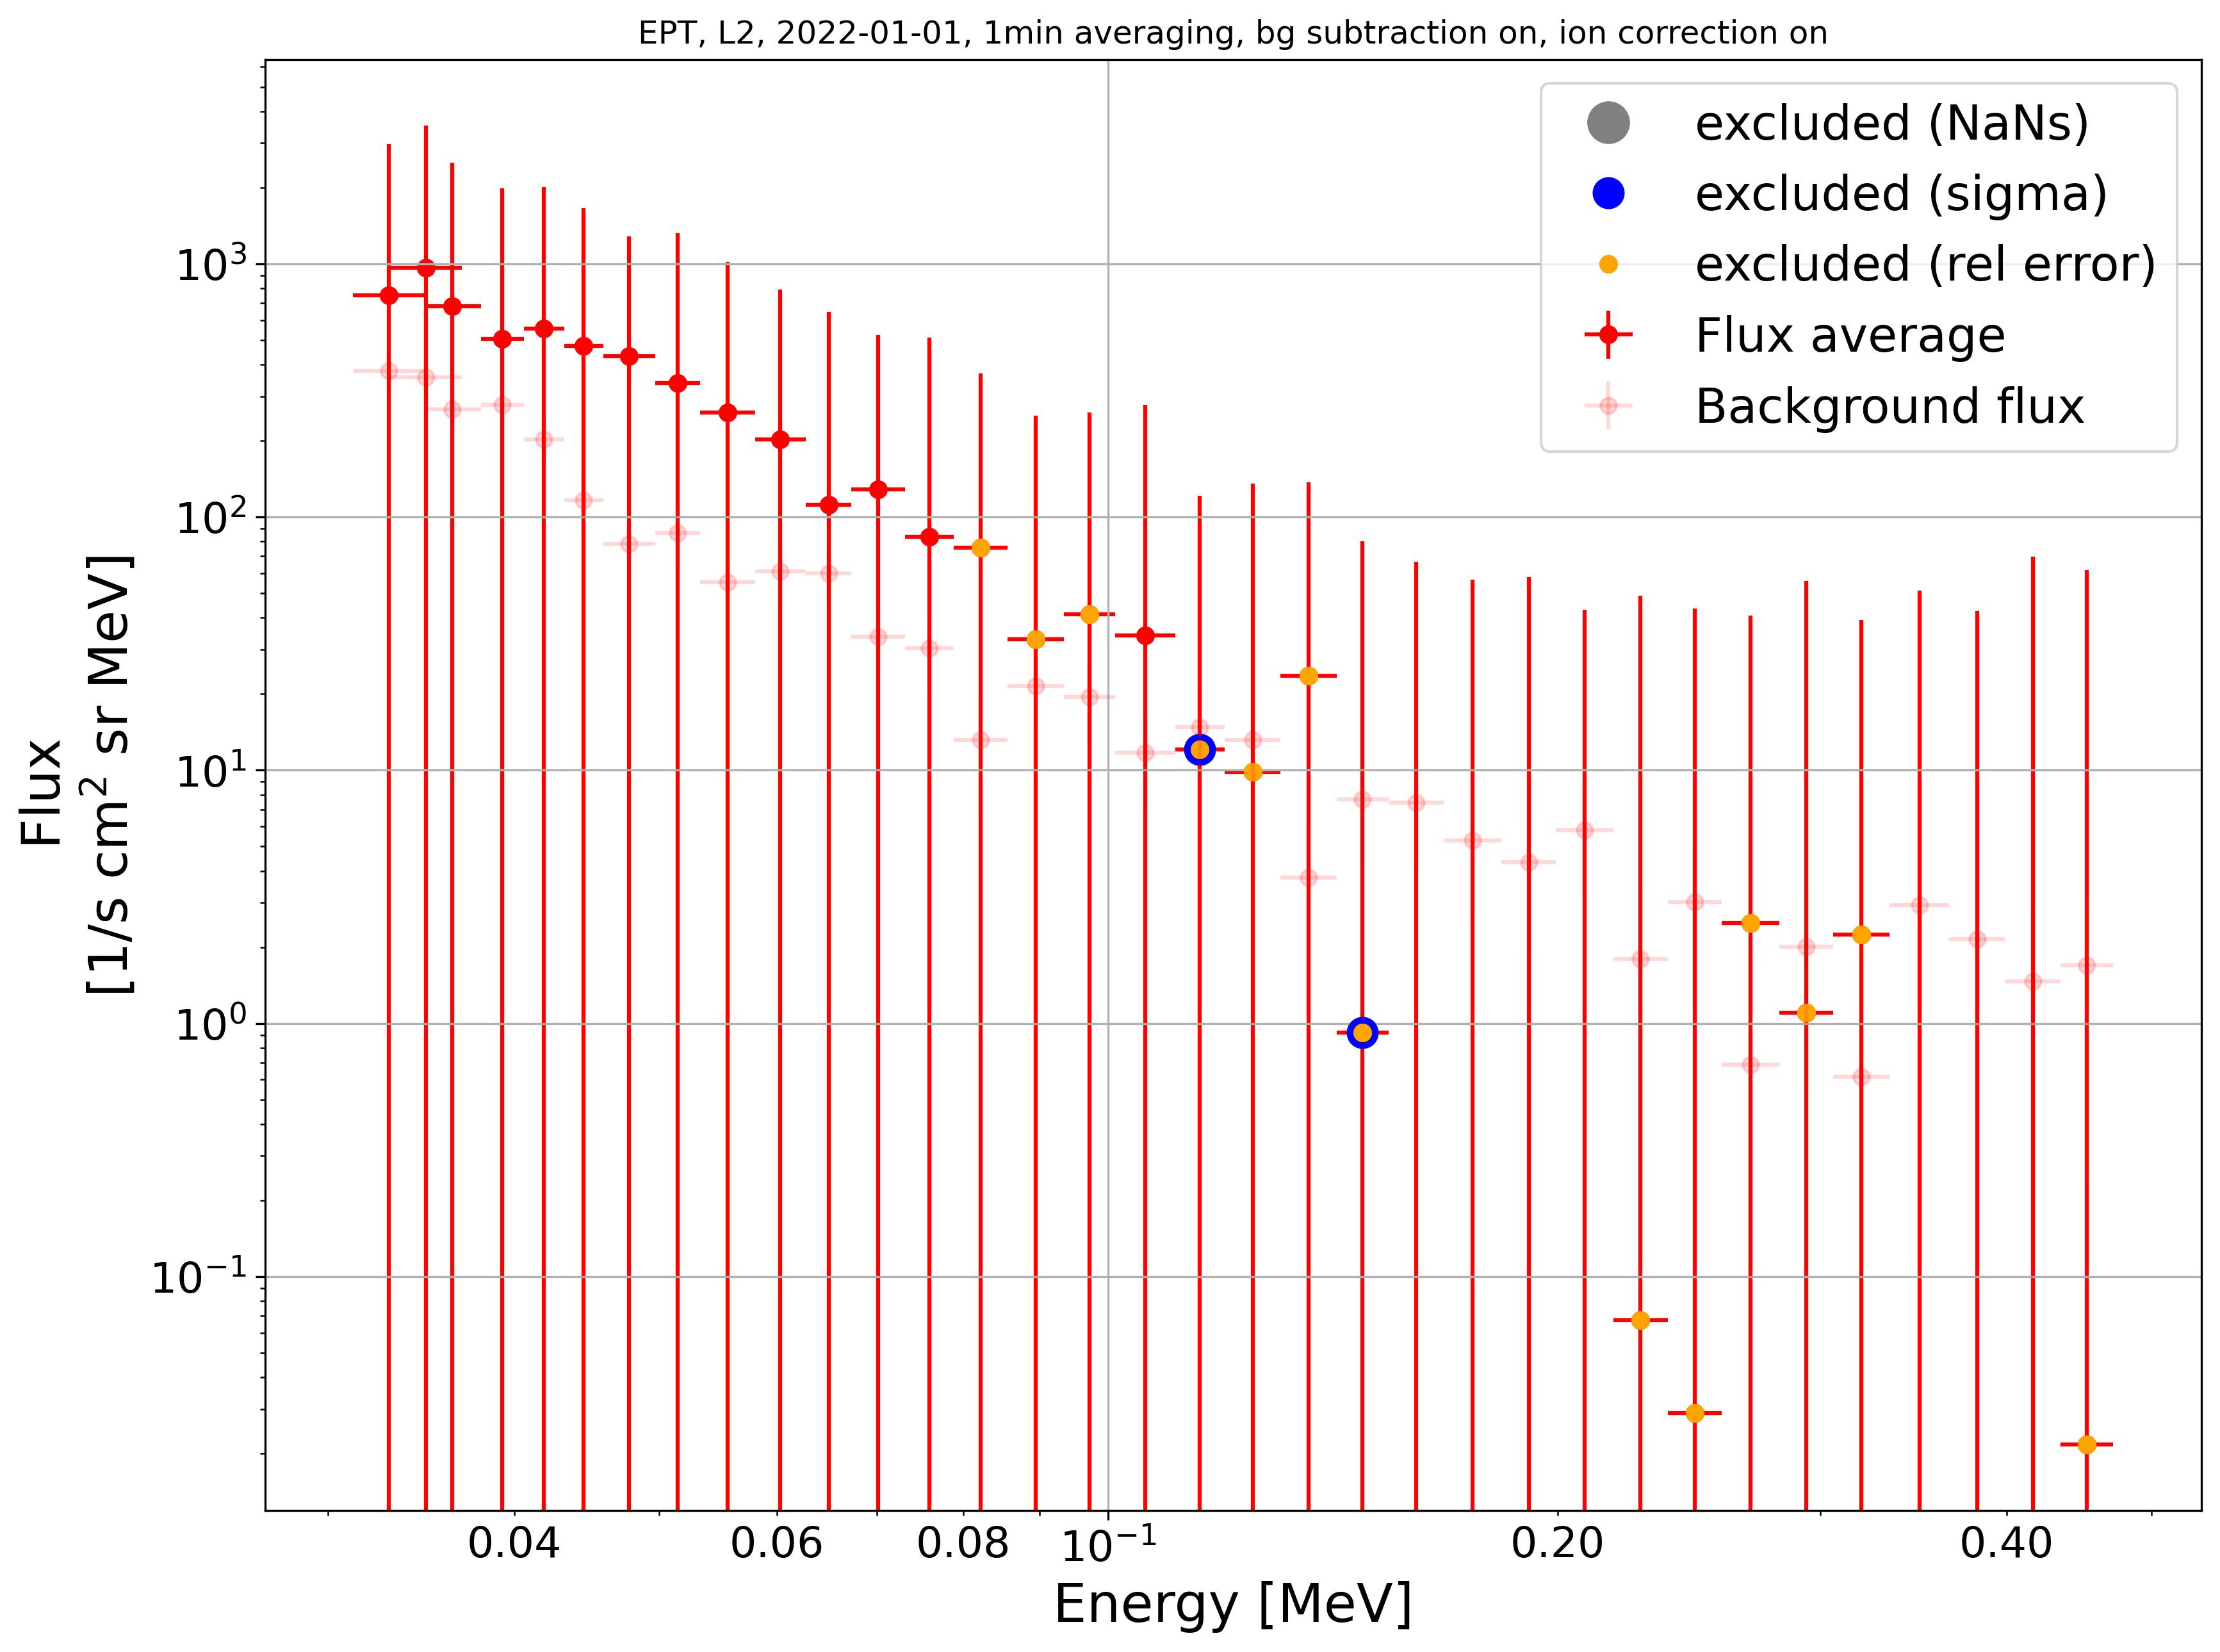 EPT, L2, 2022-01-01, 1min averaging, bg subtraction on, ion correction on
excluded (NaNs)
excluded (sigma)
excluded (rel error)
Flux average
Background flux
Flux
[1/s cm² sr MeV]
10³
10²
10¹
10⁰
10⁻¹
0.04
0.06
0.08
10⁻¹
0.20
0.40
Energy [MeV]